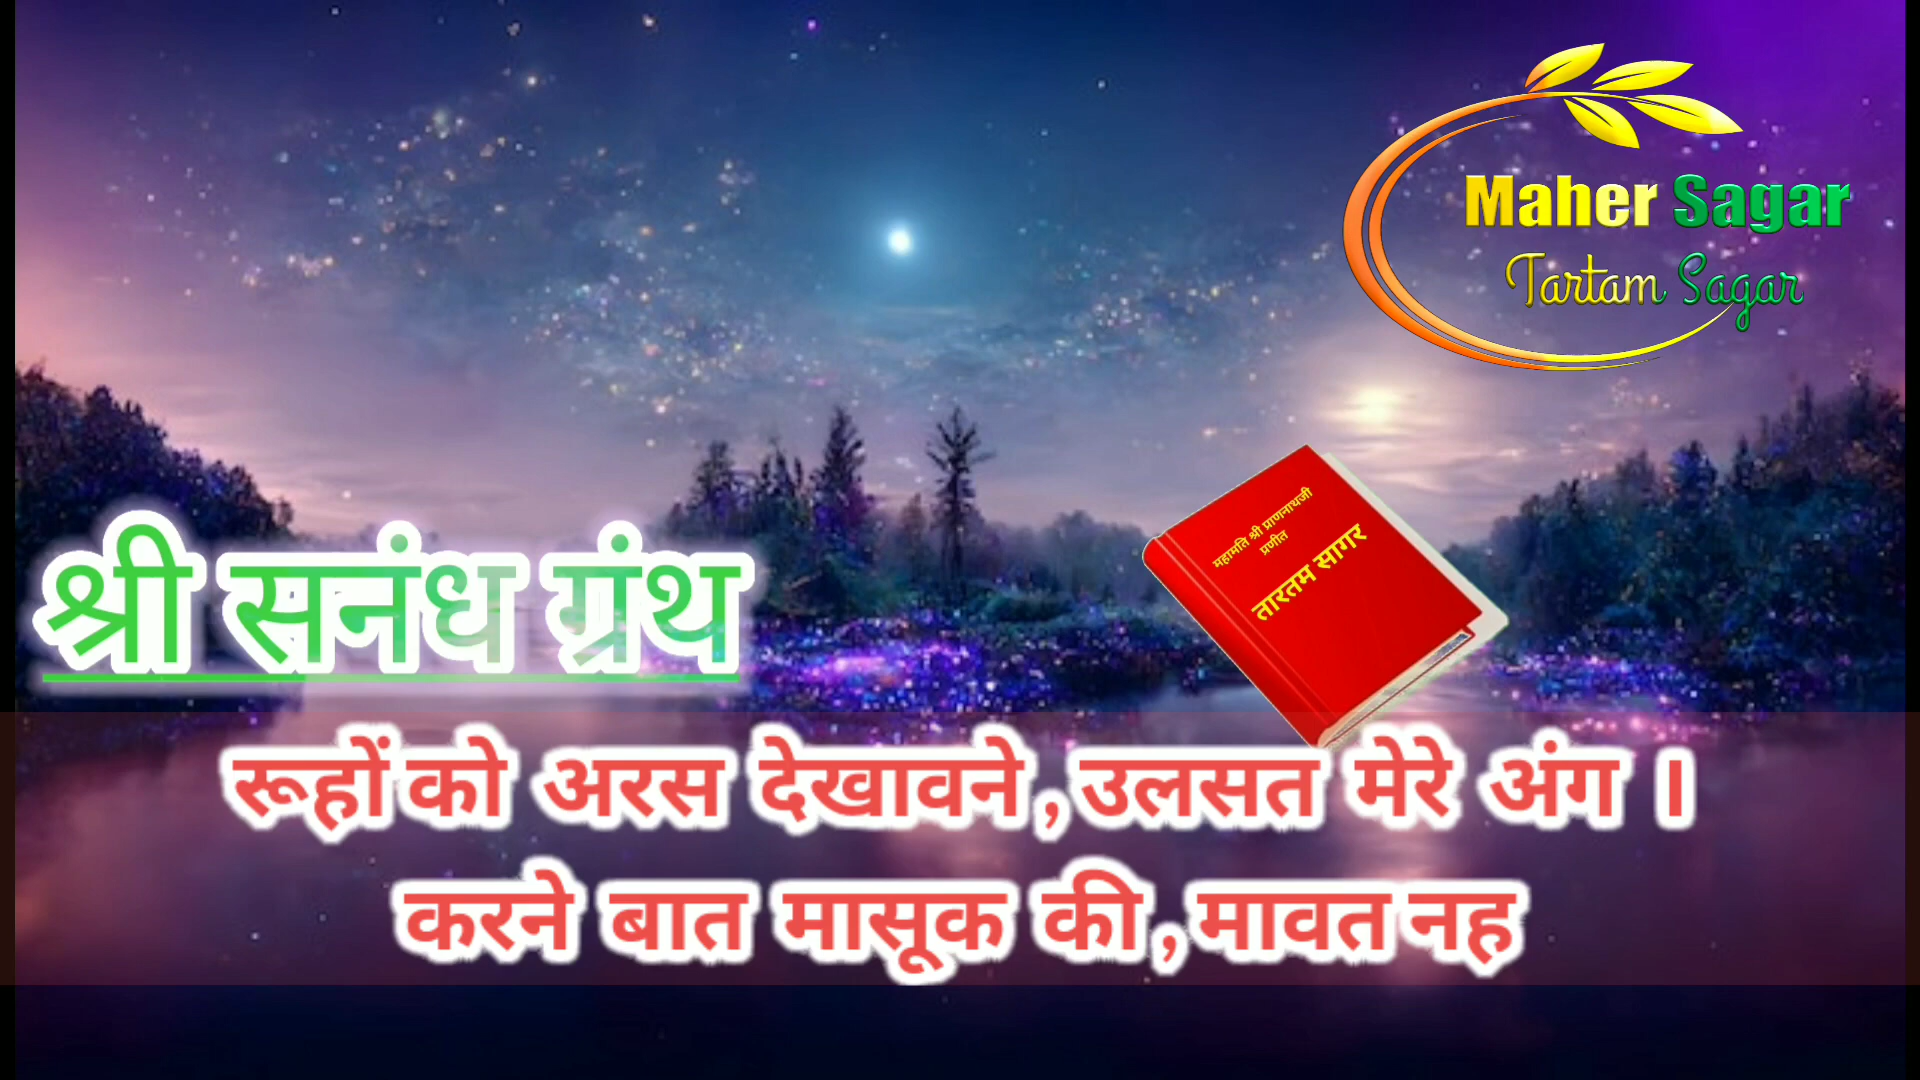 Maher Sagar
Tartam Sagar
महामति श्री प्राणनाथजी
प्रणीत
तारतम सागर
श्री सनंध ग्रंथ
रूहों को अरस देखावने,उलसत मेरे अंग ।
करने बात मासूक की,मावत नह